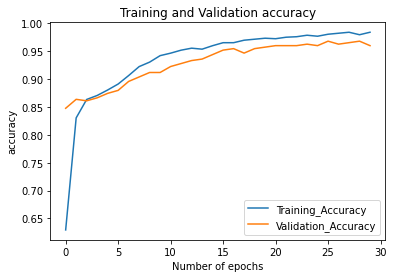 Training and Validation accuracy
1.00
0.95
0.90
0.85
0.80
0.75
0.70
0.65
accuracy
Training_Accuracy
Validation_Accuracy
0 5 10 15 20 25 30
Number of epochs